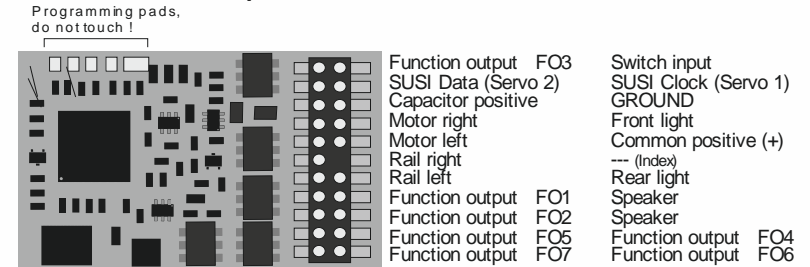 Programming pads,
do not touch !
Function output FO3 Switch input
SUSI Data (Servo 2) SUSI Clock (Servo 1)
Capacitor positive GROUND
Motor right Front light
Motor left Common positive (+)
Rail right --- (Index)
Rail left Rear light
Function output FO1 Speaker
Function output FO2 Speaker
Function output FO5 Function output FO4
Function output FO7 Function output FO6